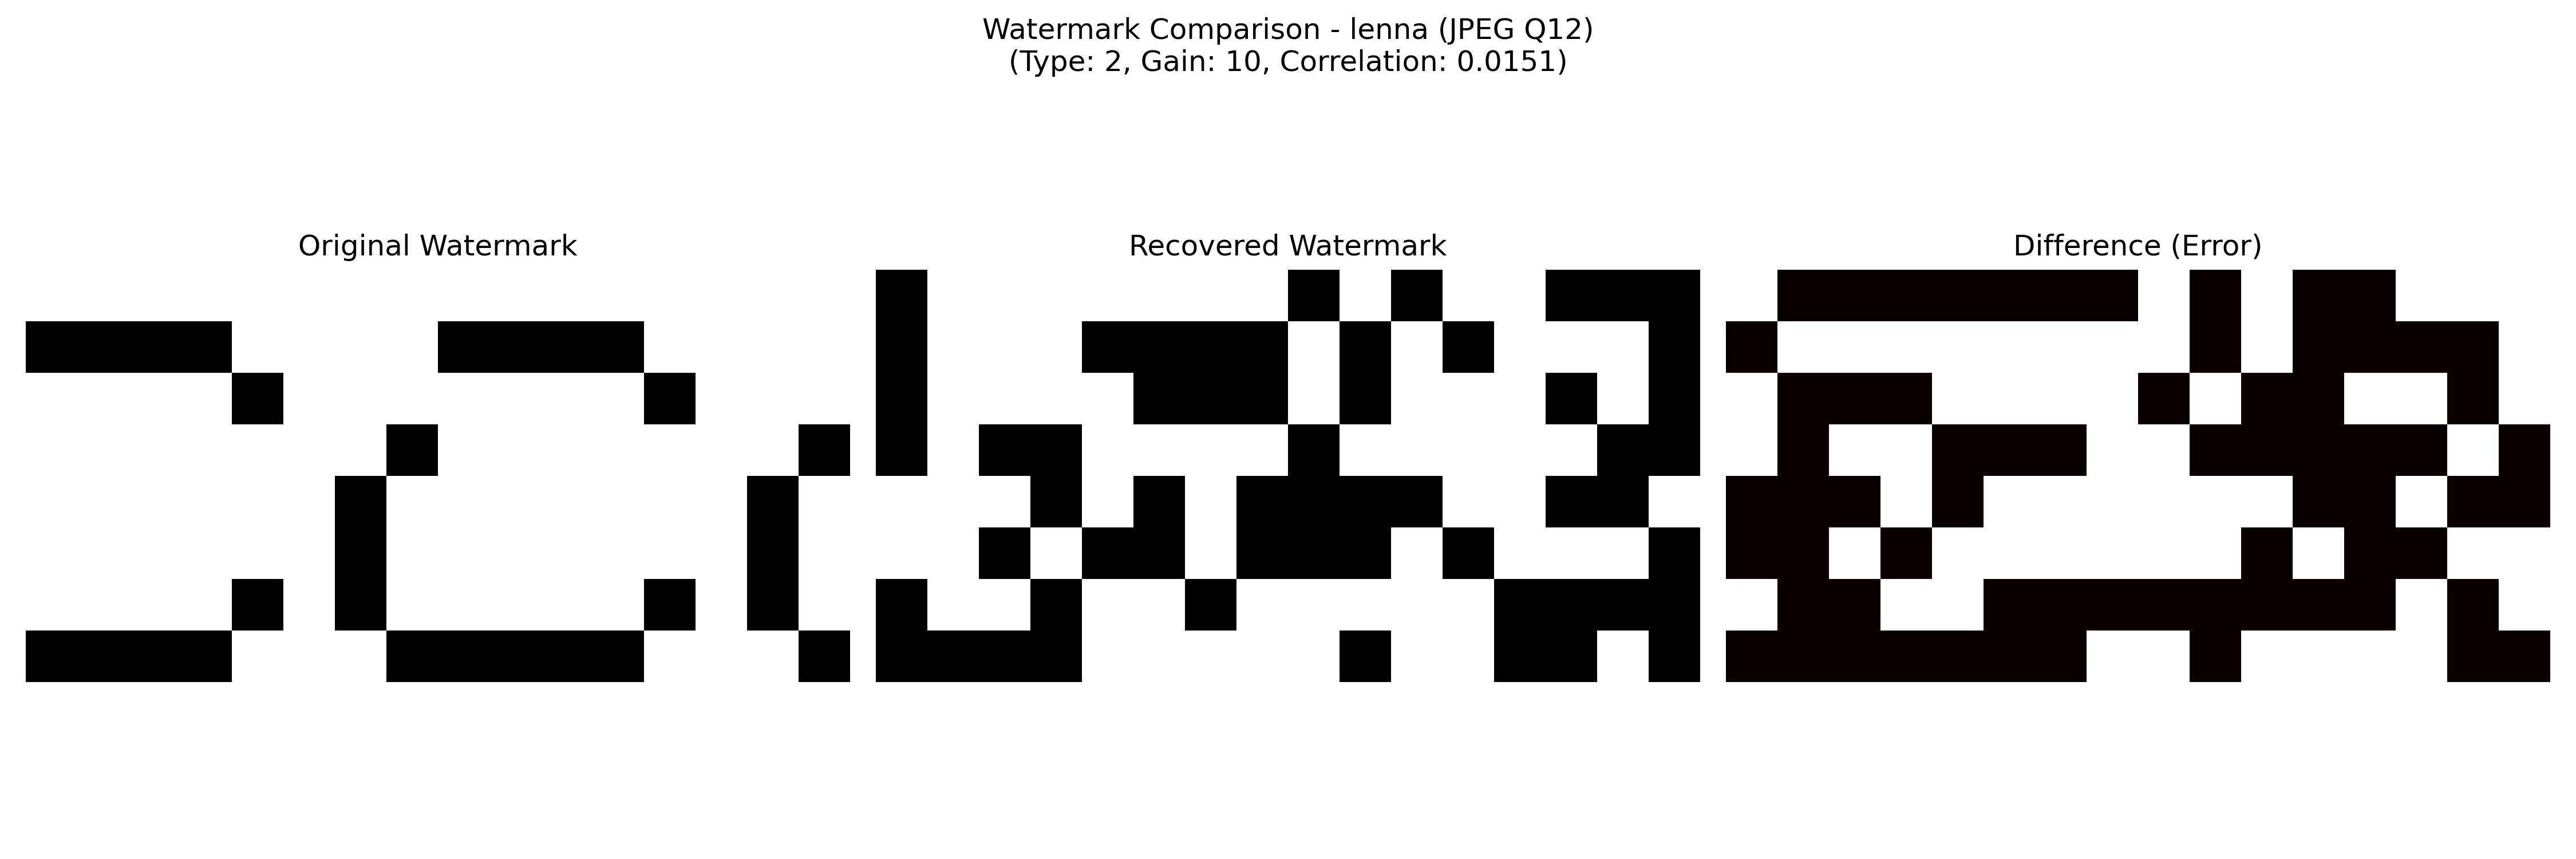 Watermark Comparison - lenna (JPEG Q12)
(Type: 2, Gain: 10, Correlation: 0.0151)
Original Watermark
Recovered Watermark
Difference (Error)